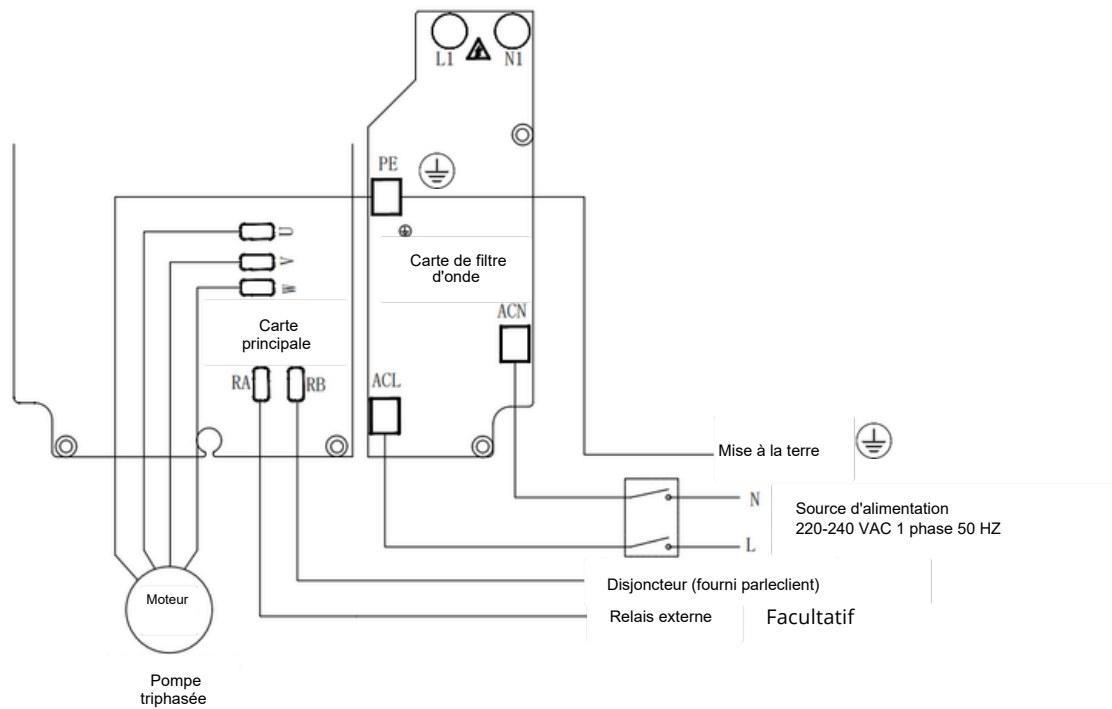 L1
N1
PE
U
V
W
Carte de filtre
d'onde
ACN
Carte
principale
RA
RB
ACL
Mise à la terre
N
Source d'alimentation
220-240 VAC 1 phase 50 HZ
L
Disjoncteur (fourni parleclient)
Moteur
Relais externe
Facultatif
Pompe
triphasée